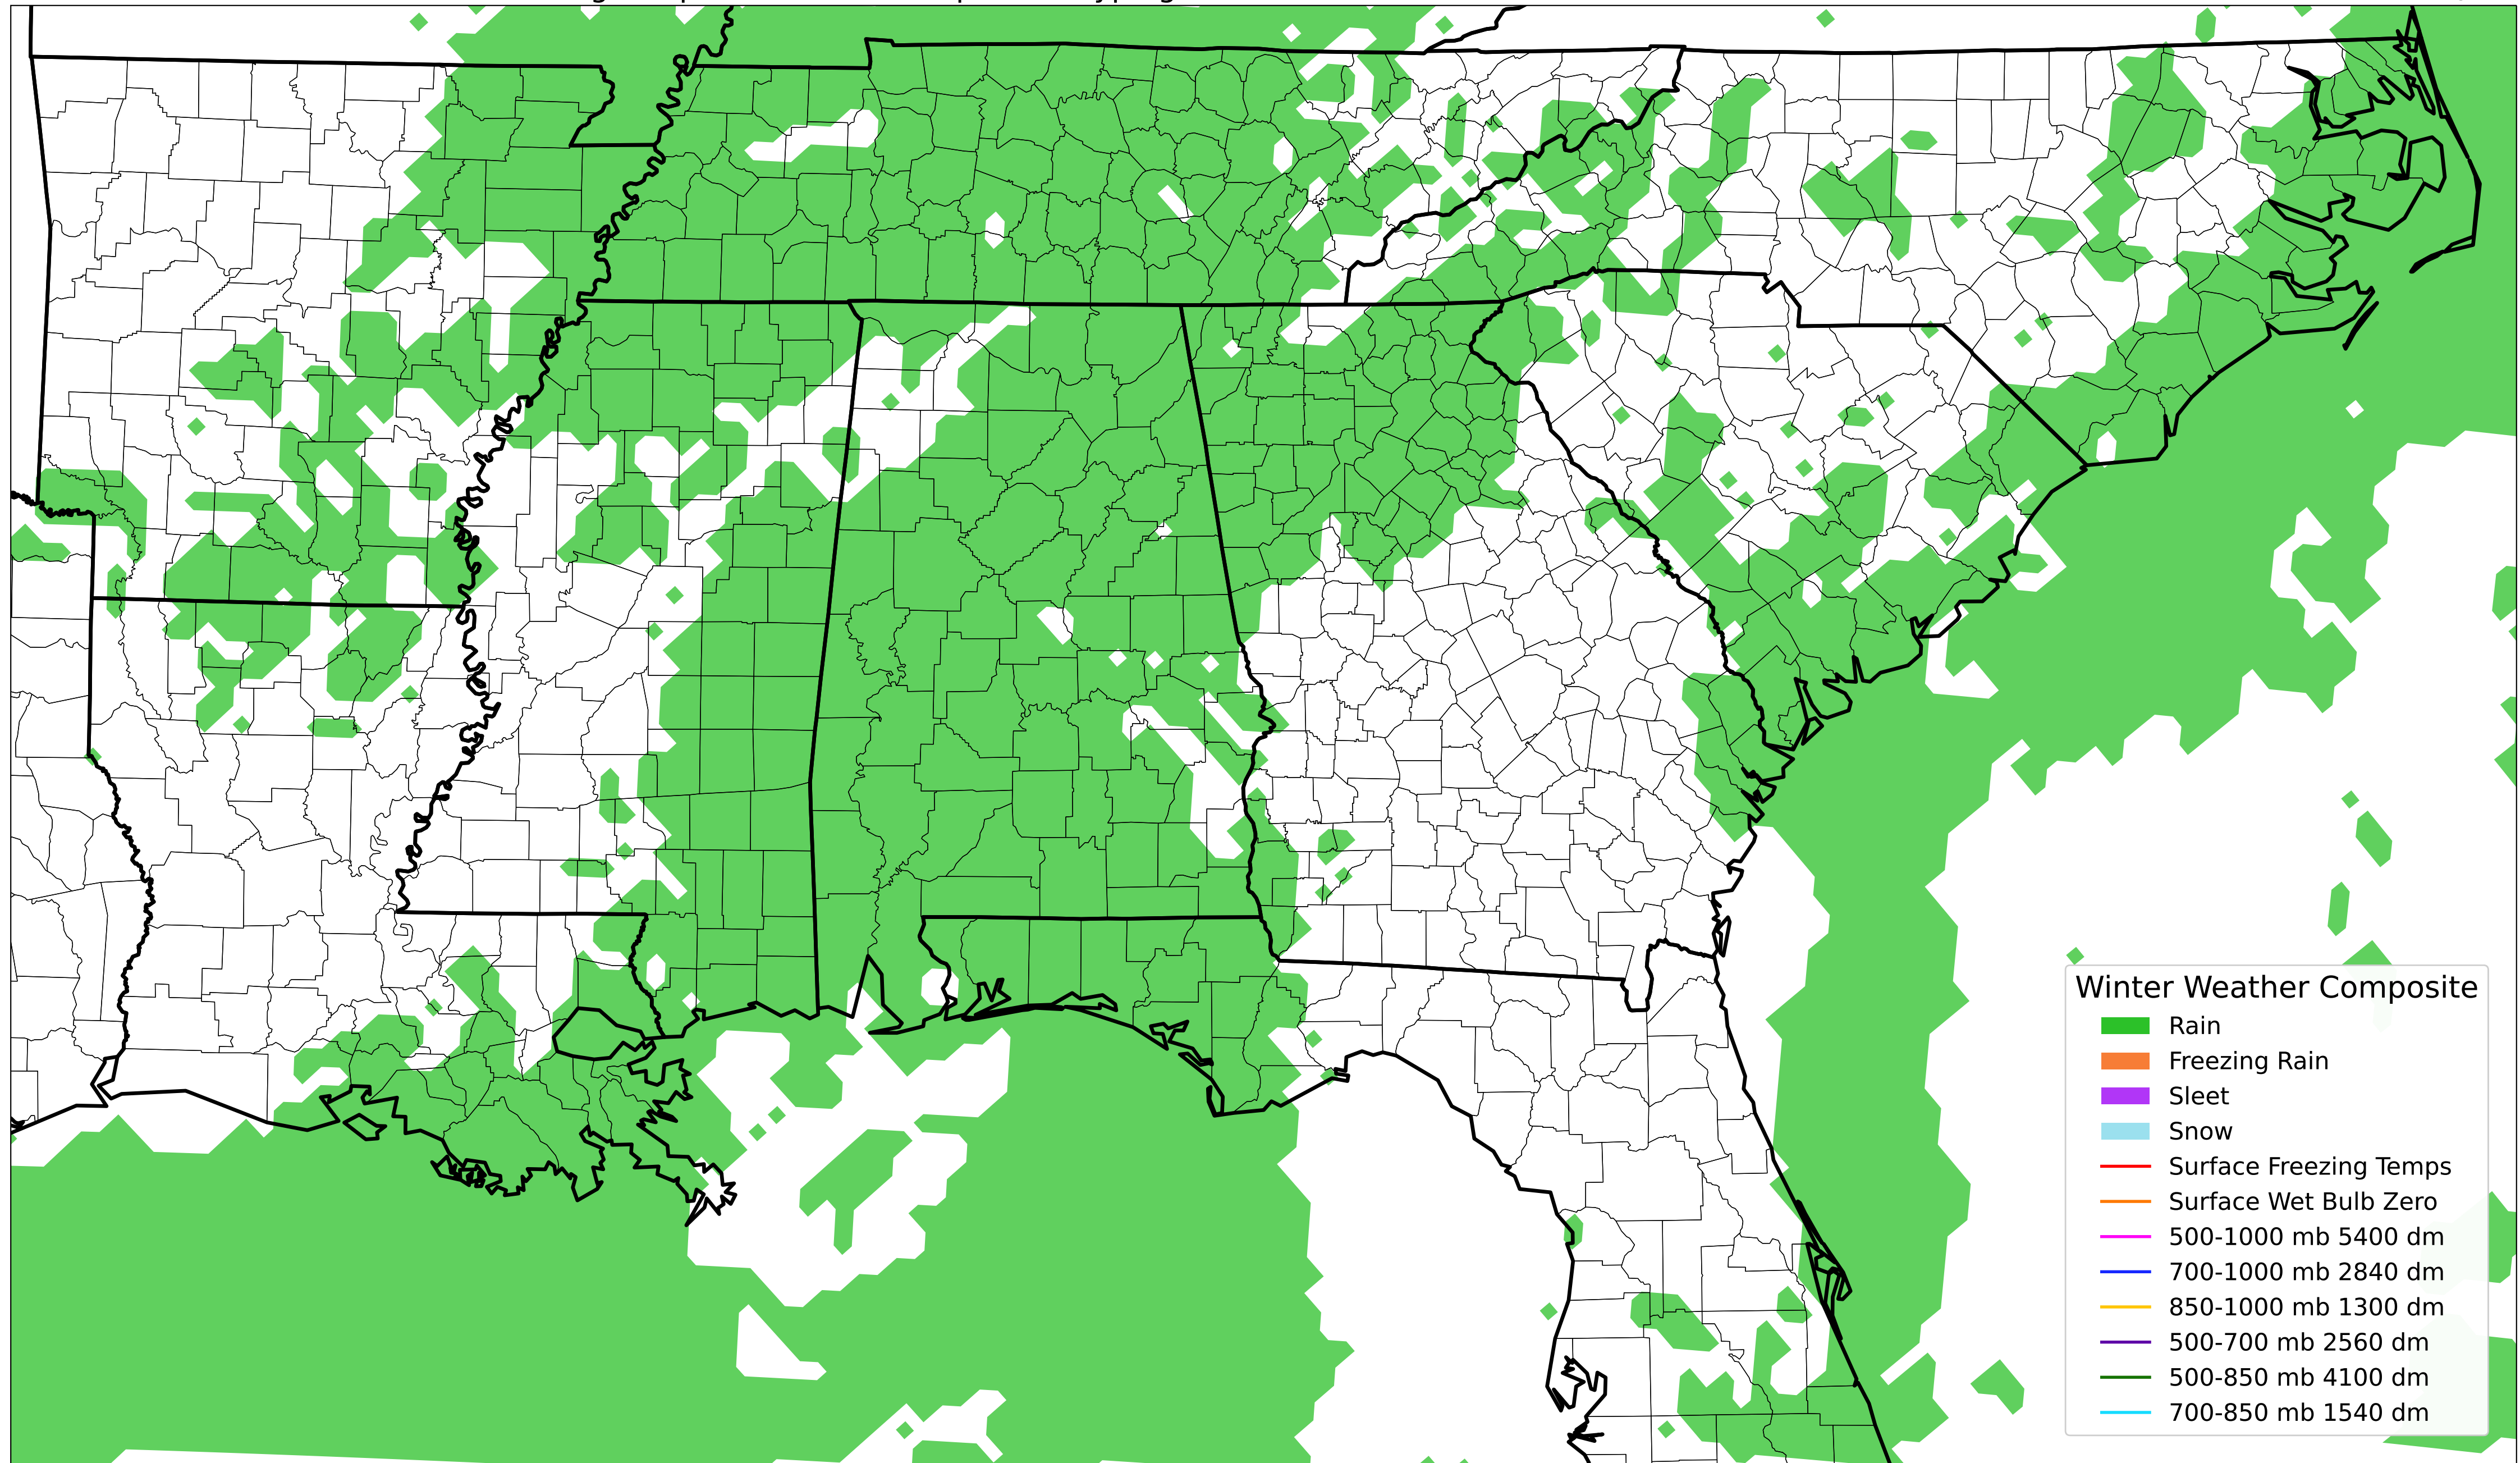 Winter Weather Composite
Rain
Freezing Rain
Sleet
Snow
Surface Freezing Temps
Surface Wet Bulb Zero
500-1000 mb 5400 dm
700-1000 mb 2840 dm
850-1000 mb 1300 dm
500-700 mb 2560 dm
500-850 mb 4100 dm
700-850 mb 1540 dm